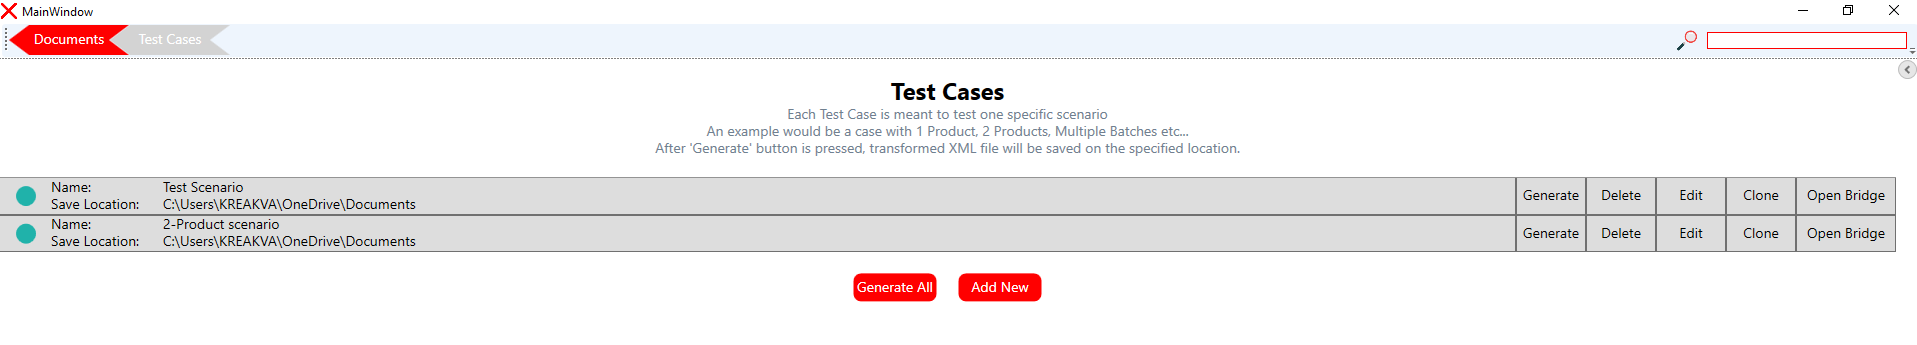 MainWindow
Documents
Test Cases
Test Cases
Each Test Case is meant to test one specific scenario
An example would be a case with 1 Product, 2 Products, Multiple Batches etc...
After 'Generate' button is pressed, transformed XML file will be saved on the specified location.
Name: Test Scenario
Save Location: C:\Users\KREAKVA\OneDrive\Documents
Generate Delete Edit Clone Open Bridge
Name: 2-Product scenario
Save Location: C:\Users\KREAKVA\OneDrive\Documents
Generate Delete Edit Clone Open Bridge
Generate All Add New